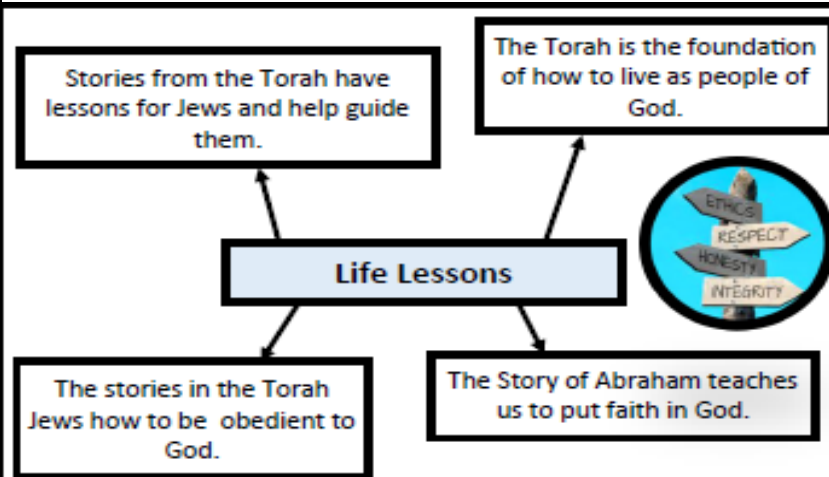 Stories from the Torah have
lessons for Jews and help guide
them.
The Torah is the foundation
of how to live as people of
God.
ETHICS
RESPECT
HONESTY
INTEGRITY
Life Lessons
The stories in the Torah
Jews how to be obedient to
God.
The Story of Abraham teaches
us to put faith in God.